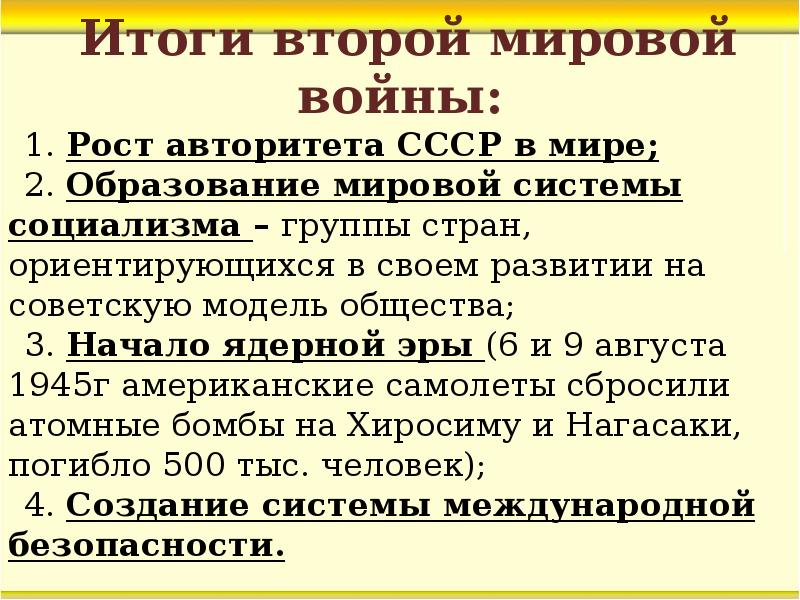 Итоги второй мировой
войны:
1. Рост авторитета СССР в мире;
2. Образование мировой системы
социализма – группы стран,
ориентирующихся в своем развитии на
советскую модель общества;
3. Начало ядерной эры (6 и 9 августа
1945г американские самолеты сбросили
атомные бомбы на Хиросиму и Нагасаки,
погибло 500 тыс. человек);
4. Создание системы международной
безопасности.